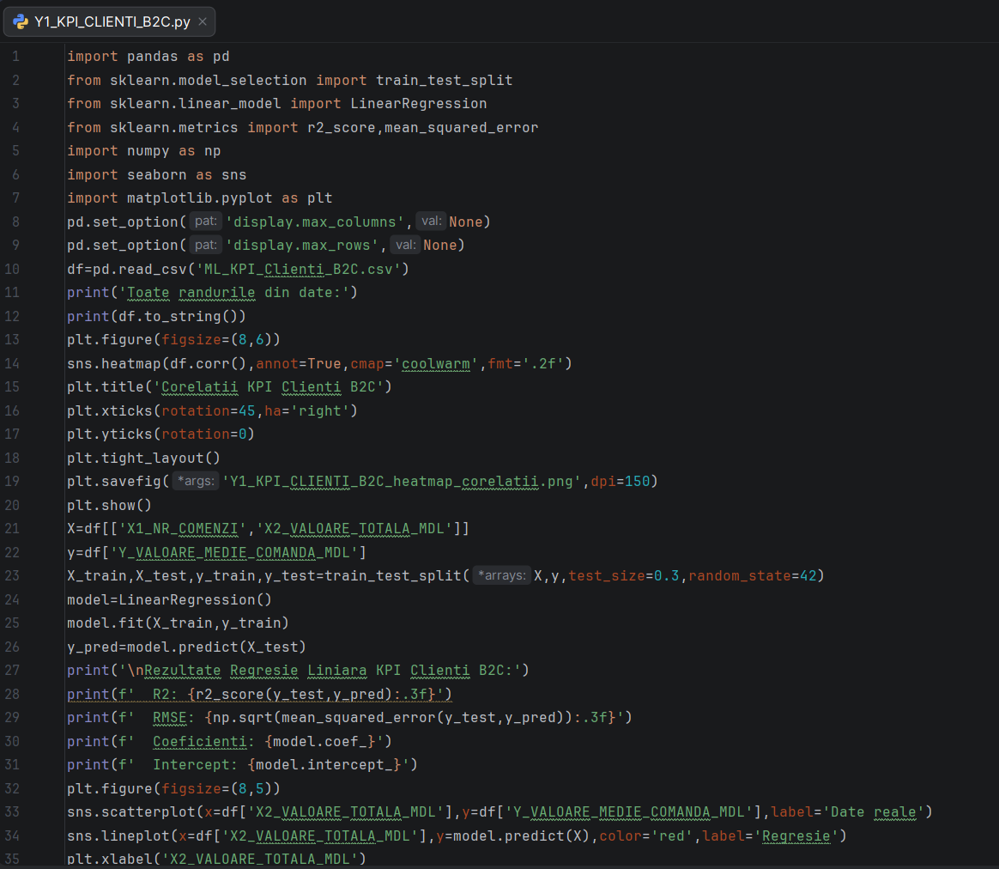 Y1_KPI_CLIENTI_B2C.py ×
1 import pandas as pd
2 from sklearn.model_selection import train_test_split
3 from sklearn.linear_model import LinearRegression
4 from sklearn.metrics import r2_score,mean_squared_error
5 import numpy as np
6 import seaborn as sns
7 import matplotlib.pyplot as plt
8 pd.set_option( pat: 'display.max_columns', val: None)
9 pd.set_option( pat: 'display.max_rows', val: None)
10 df=pd.read_csv('ML_KPI_Clienti_B2C.csv')
11 print('Toate randurile din date:')
12 print(df.to_string())
13 plt.figure(figsize=(8,6))
14 sns.heatmap(df.corr(),annot=True,cmap='coolwarm',fmt='.2f')
15 plt.title('Corelatii KPI Clienti B2C')
16 plt.xticks(rotation=45,ha='right')
17 plt.yticks(rotation=0)
18 plt.tight_layout()
19 plt.savefig( *args: 'Y1_KPI_CLIENTI_B2C_heatmap_corelatii.png',dpi=150)
20 plt.show()
21 X=df[['X1_NR_COMENZI','X2_VALOARE_TOTALA_MDL']]
22 y=df['Y_VALOARE_MEDIE_COMANDA_MDL']
23 X_train,X_test,y_train,y_test=train_test_split( *arrays: X,y,test_size=0.3,random_state=42)
24 model=LinearRegression()
25 model.fit(X_train,y_train)
26 y_pred=model.predict(X_test)
27 print('\nRezultate Regresie Liniara KPI Clienti B2C:')
28 print(f'  R2: {r2_score(y_test,y_pred):.3f}')
29 print(f'  RMSE: {np.sqrt(mean_squared_error(y_test,y_pred)):.3f}')
30 print(f'  Coeficienti: {model.coef_}')
31 print(f'  Intercept: {model.intercept_}')
32 plt.figure(figsize=(8,5))
33 sns.scatterplot(x=df['X2_VALOARE_TOTALA_MDL'],y=df['Y_VALOARE_MEDIE_COMANDA_MDL'],label='Date reale')
34 sns.lineplot(x=df['X2_VALOARE_TOTALA_MDL'],y=model.predict(X),color='red',label='Regresie')
35 plt.xlabel('X2_VALOARE_TOTALA_MDL')